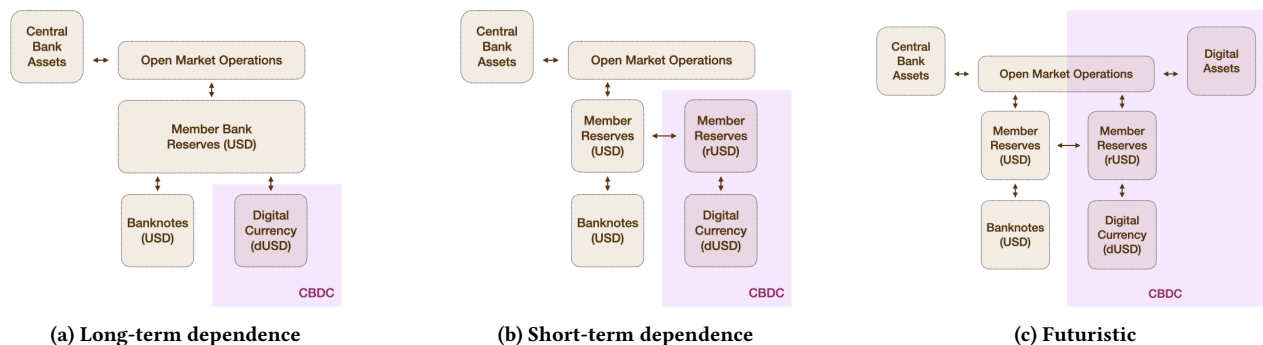 Central
Bank
Assets
Open Market Operations
Member Bank
Reserves (USD)
Banknotes
(USD)
Digital
Currency
(dUSD)
CBDC
(a) Long-term dependence
Central
Bank
Assets
Open Market Operations
Member
Reserves
(USD)
Member
Reserves
(rUSD)
Banknotes
(USD)
Digital
Currency
(dUSD)
CBDC
(b) Short-term dependence
Central
Bank
Assets
Open Market Operations
Digital
Assets
Member
Reserves
(USD)
Member
Reserves
(rUSD)
Banknotes
(USD)
Digital
Currency
(dUSD)
CBDC
(c) Futuristic